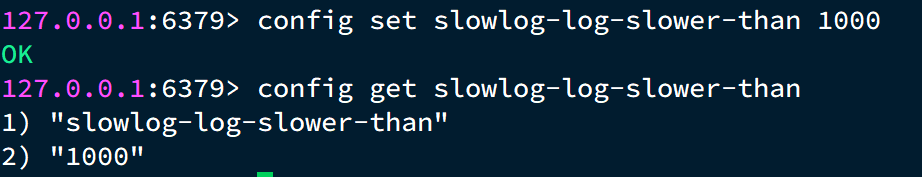 127.0.0.1:6379> config set slowlog-log-slower-than 1000
OK
127.0.0.1:6379> config get slowlog-log-slower-than
1) "slowlog-log-slower-than"
2) "1000"